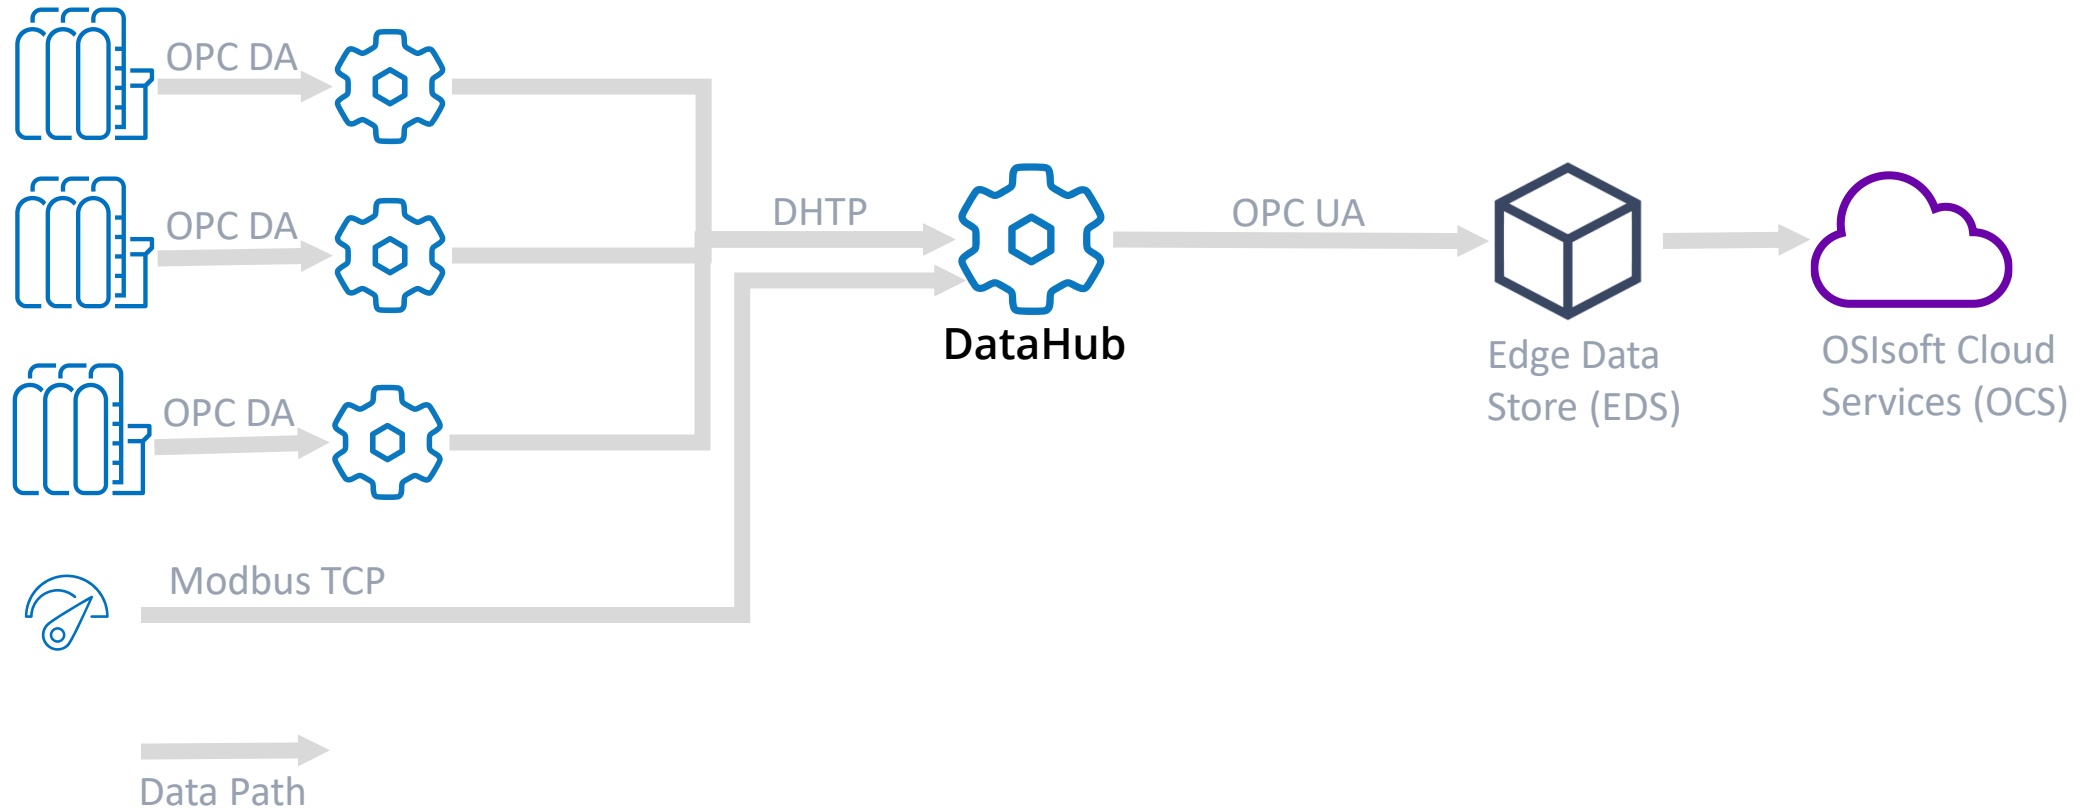 OPC DA
OPC DA
OPC DA
Modbus TCP
DHTP
DataHub
OPC UA
Edge Data
Store (EDS)
OSIsoft Cloud
Services (OCS)
Data Path